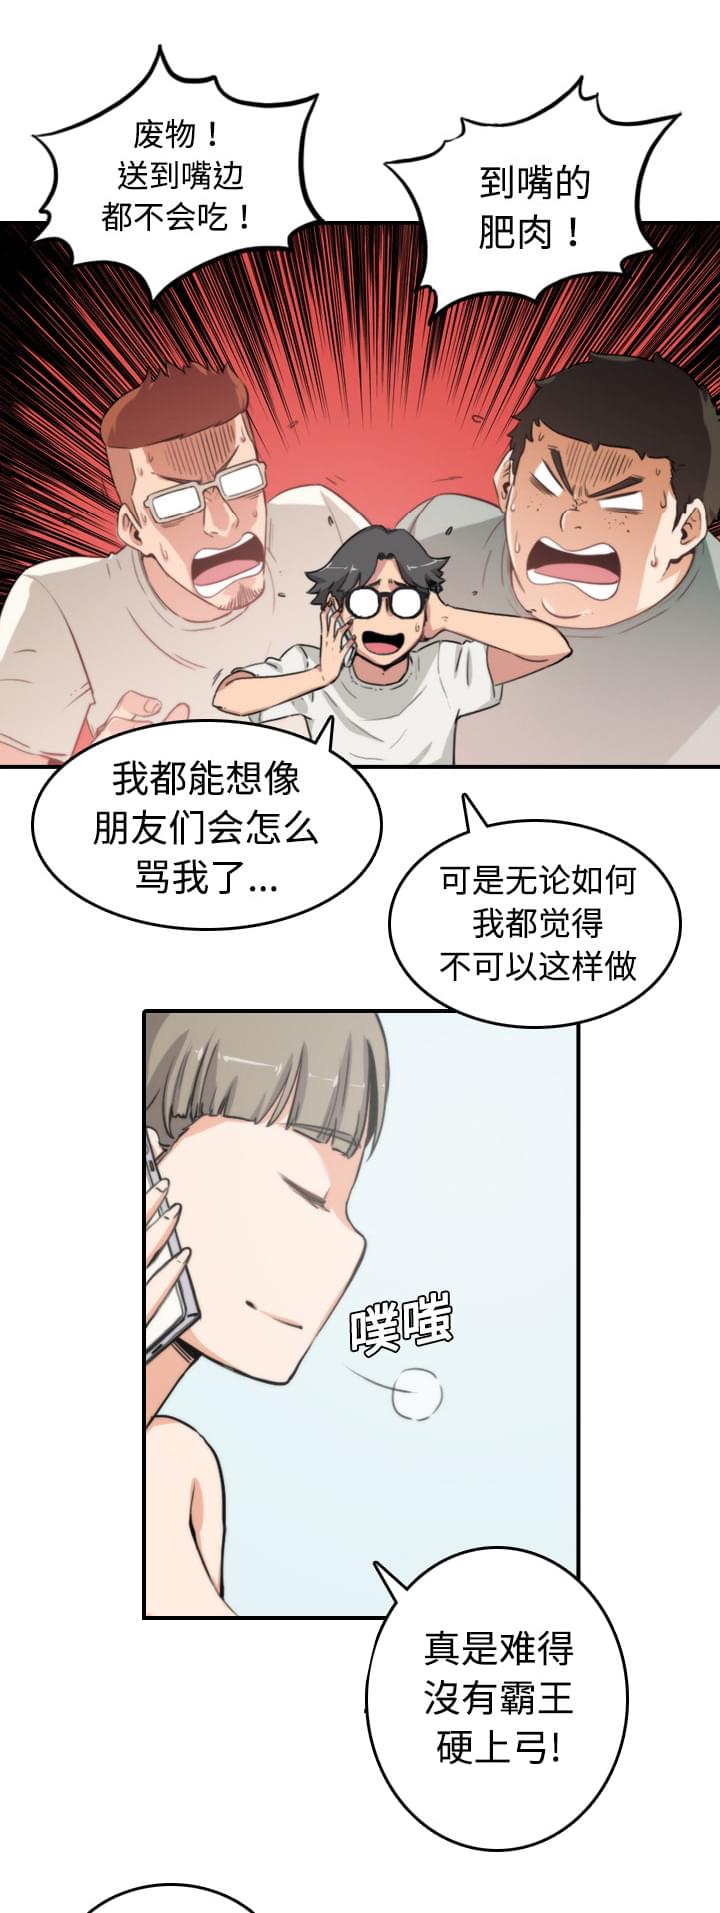 废物！
送到嘴边
都不会吃！
到嘴的
肥肉！
我都能想像
朋友们会怎么
骂我了...
可是无论如何
我都觉得
不可以这样做
噗嗤
真是难得
沒有霸王
硬上弓!